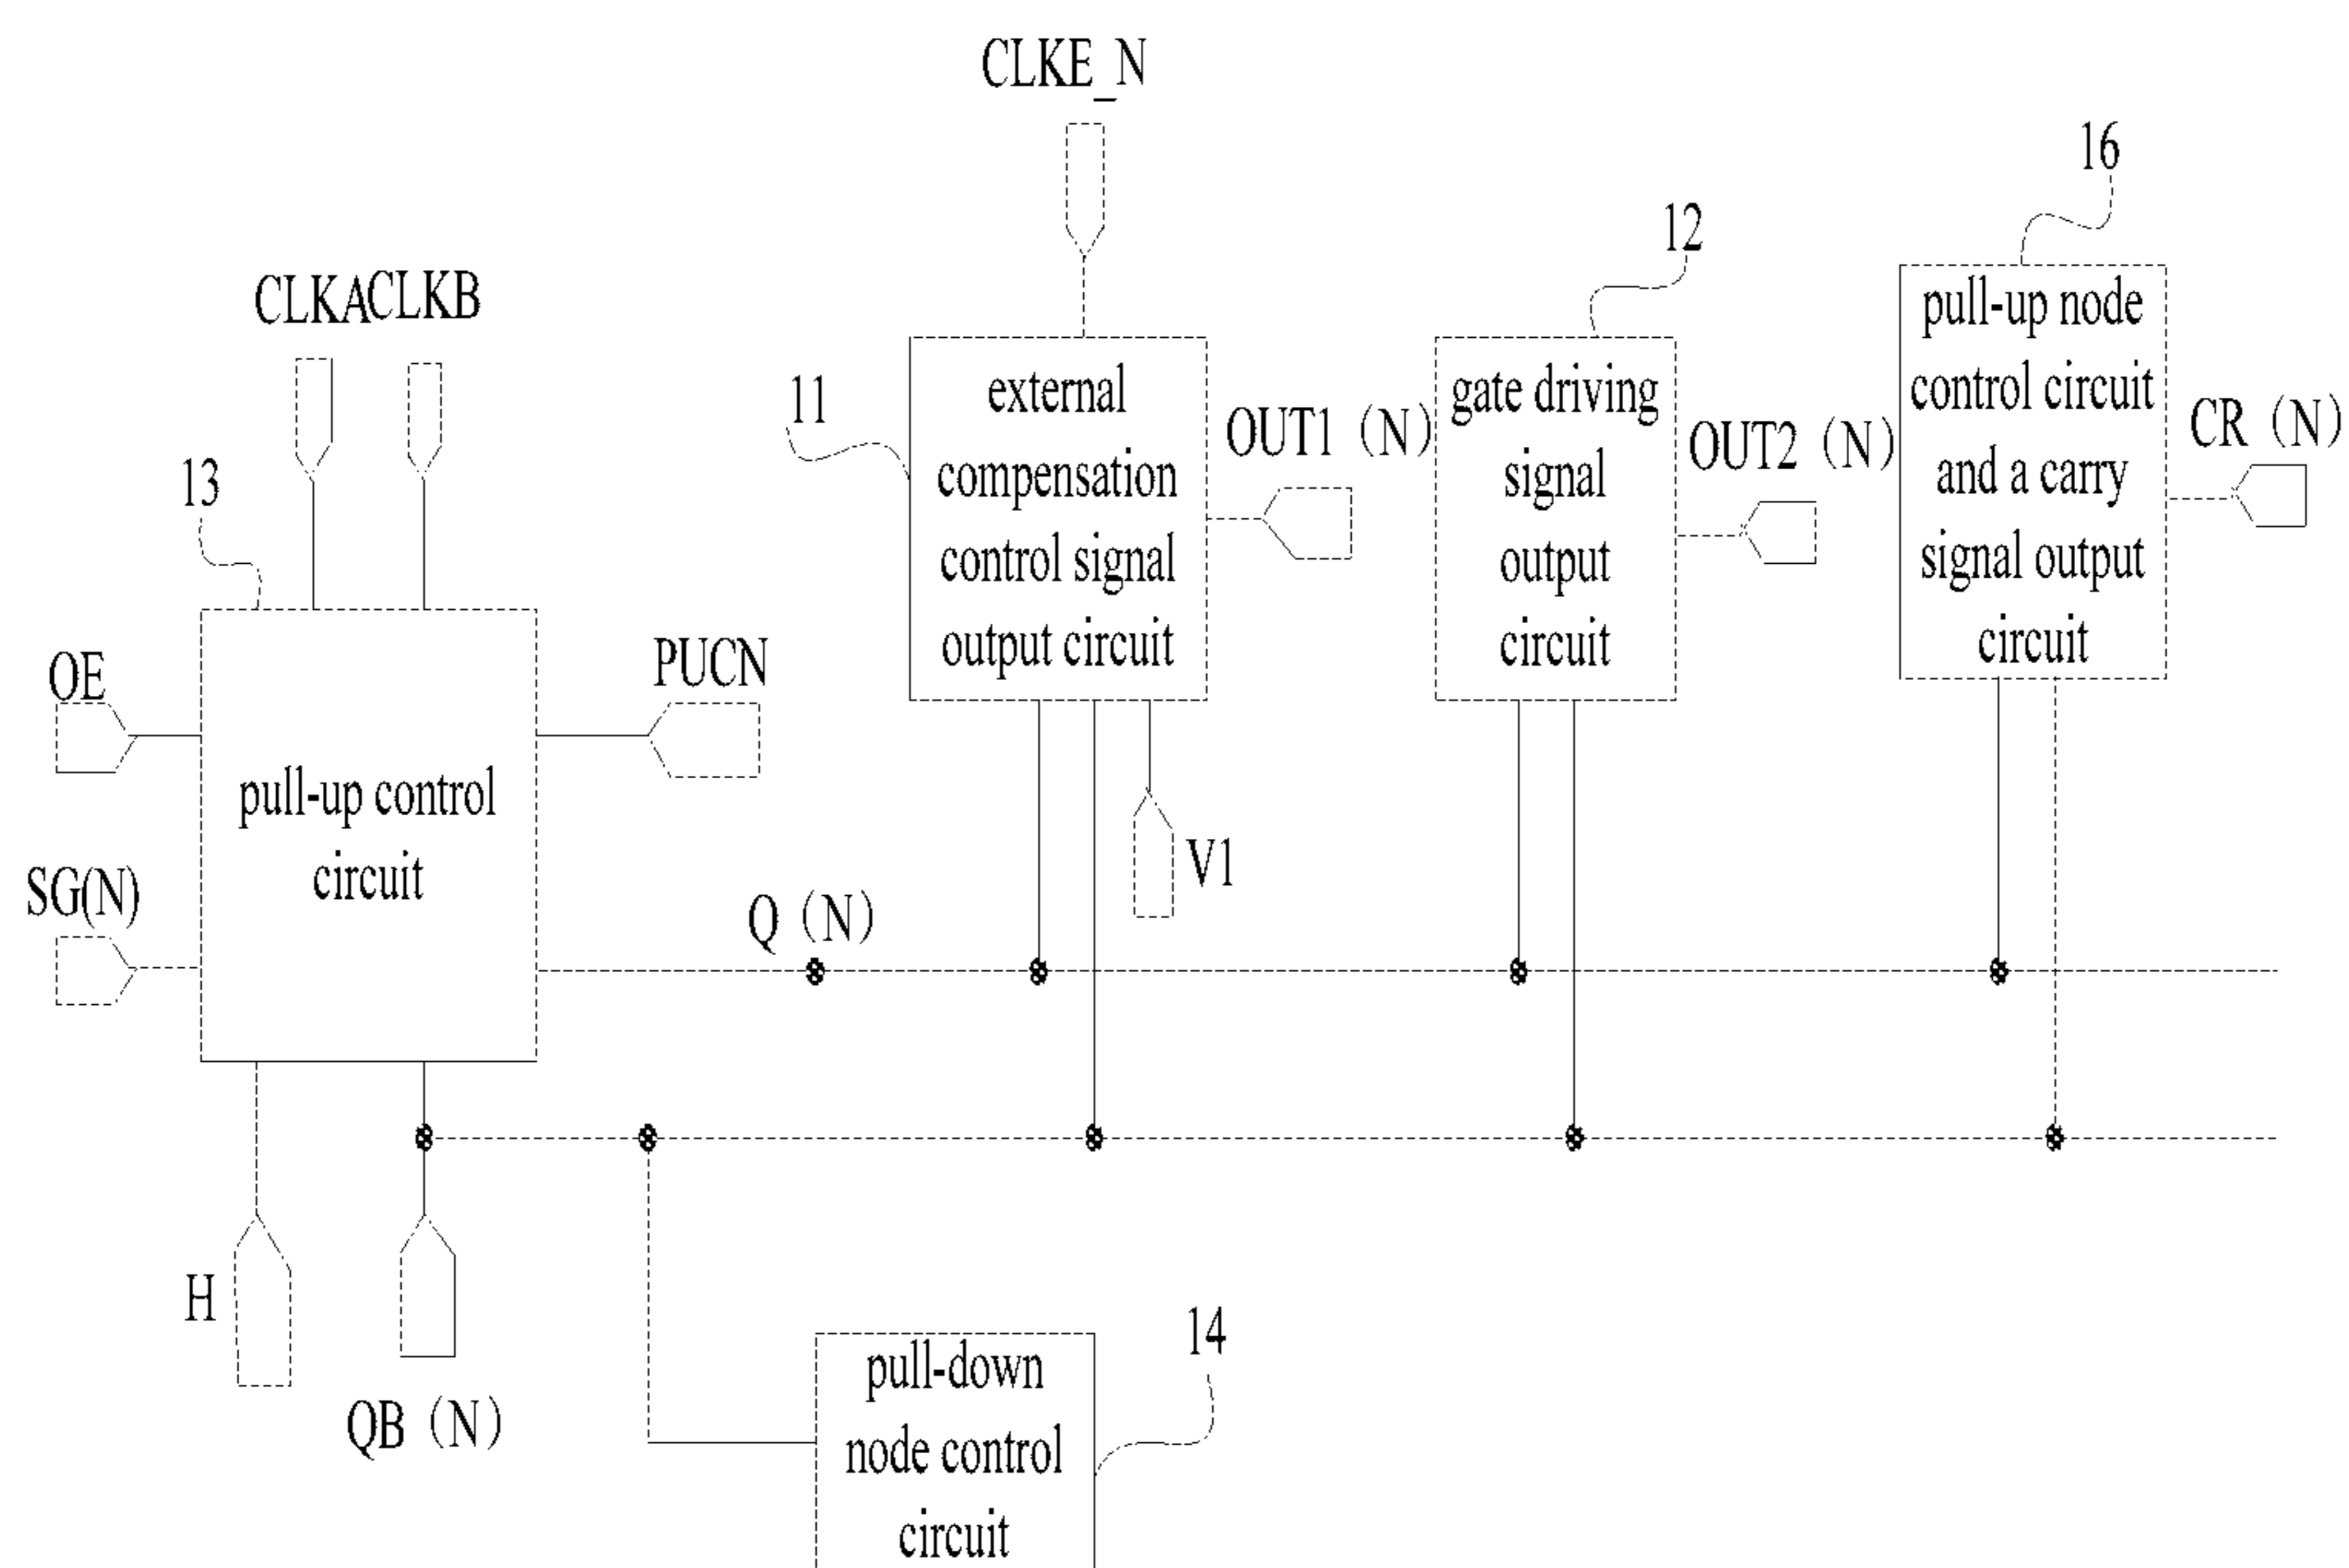 CLKE_N
16
12
CLKA
CLKB
pull-up node
control circuit
and a carry
signal output
circuit
11
external
compensation
control signal
output circuit
OUT1 (N)
gate driving
signal
output
circuit
OUT2 (N)
CR (N)
13
OE
PUCN
pull-up control
circuit
V1
SG(N)
Q (N)
H
QB (N)
14
pull-down
node control
circuit